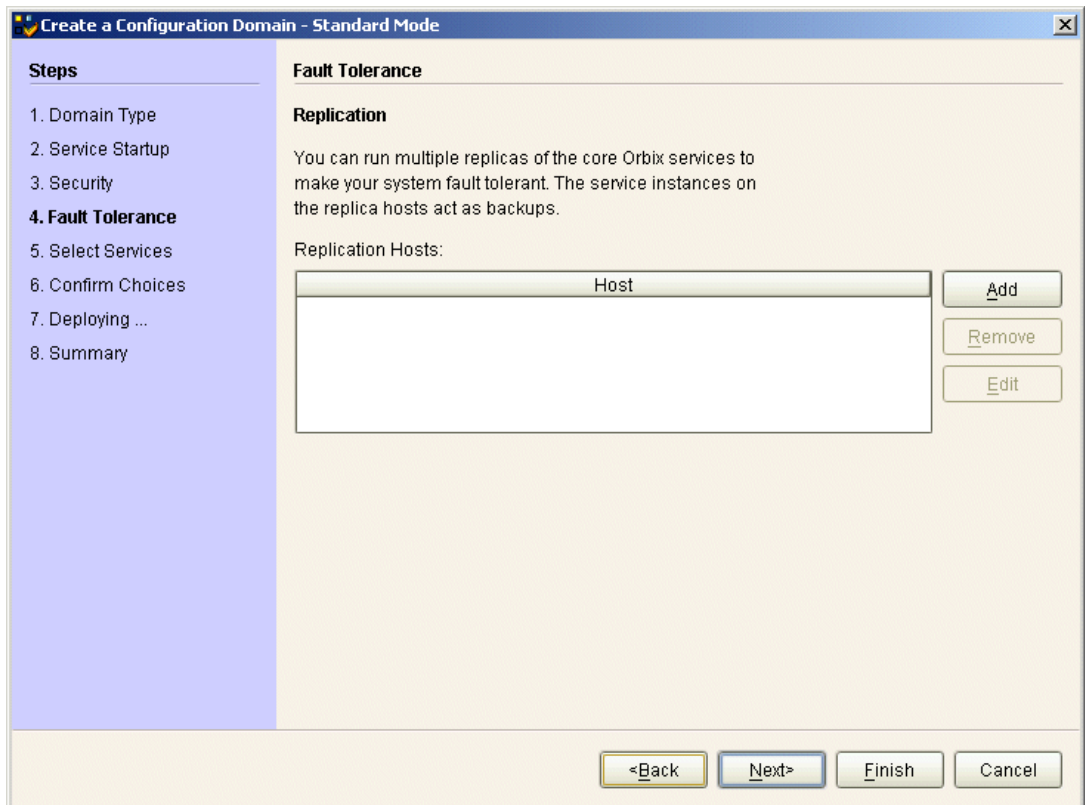 Create a Configuration Domain - Standard Mode
Steps
1. Domain Type
2. Service Startup
3. Security
4. Fault Tolerance
5. Select Services
6. Confirm Choices
7. Deploying ...
8. Summary
Fault Tolerance
Replication
You can run multiple replicas of the core Orbix services to
make your system fault tolerant. The service instances on
the replica hosts act as backups.
Replication Hosts:
Host
Add
Remove
Edit
<Back
Next>
Finish
Cancel